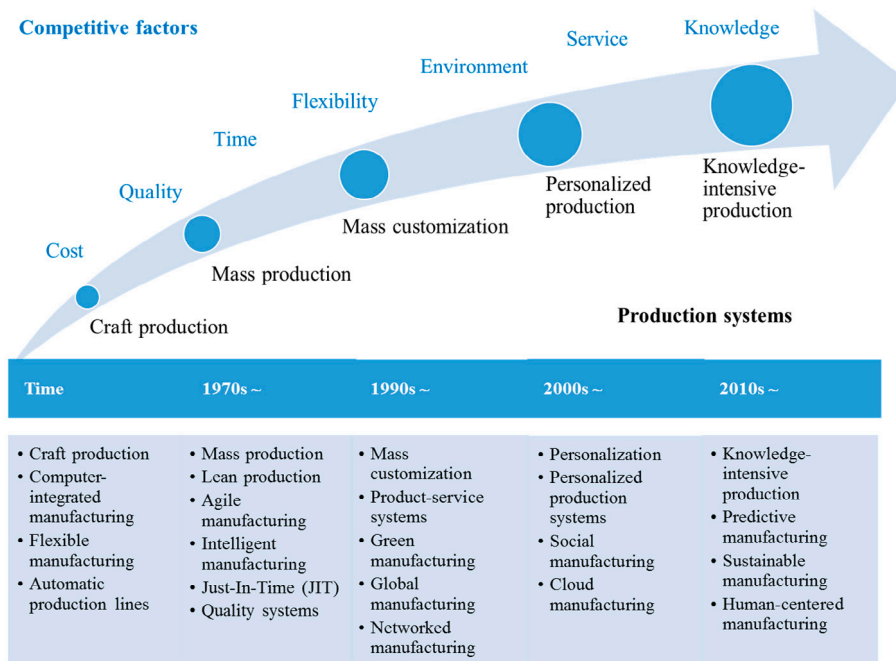 Competitive factors
Cost
Quality
Time
Flexibility
Environment
Service
Knowledge
Craft production
Mass production
Mass customization
Personalized
production
Knowledge-
intensive
production
Production systems
Time
1970s ~
1990s ~
2000s ~
2010s ~
• Craft production
• Computer-
integrated
manufacturing
• Flexible
manufacturing
• Automatic
production lines
• Mass production
• Lean production
• Agile
manufacturing
• Intelligent
manufacturing
• Just-In-Time (JIT)
• Quality systems
• Mass
customization
• Product-service
systems
• Green
manufacturing
• Global
manufacturing
• Networked
manufacturing
• Personalization
• Personalized
production
systems
• Social
manufacturing
• Cloud
manufacturing
• Knowledge-
intensive
production
• Predictive
manufacturing
• Sustainable
manufacturing
• Human-centered
manufacturing